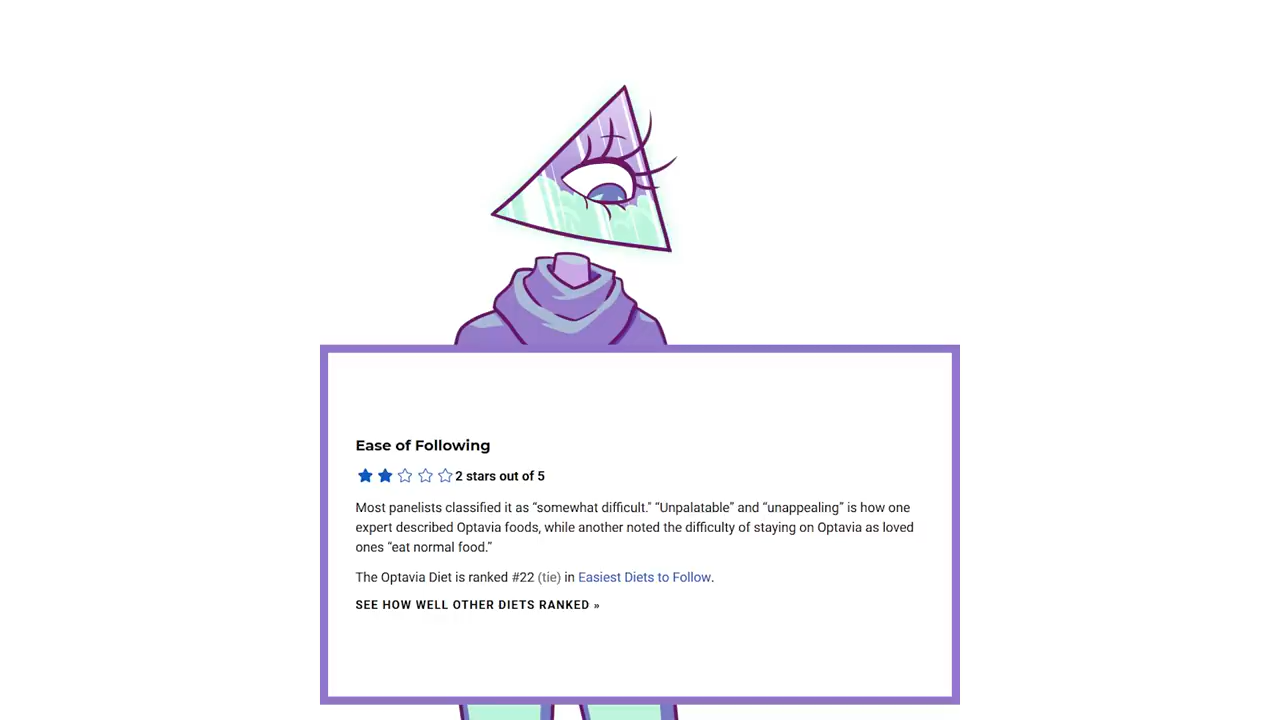 Ease of Following
2 stars out of 5
Most panelists classified it as “somewhat difficult." “Unpalatable” and “unappealing” is how one
expert described Optavia foods, while another noted the difficulty of staying on Optavia as loved
ones “eat normal food.”
The Optavia Diet is ranked #22 (tie) in Easiest Diets to Follow.
SEE HOW WELL OTHER DIETS RANKED »